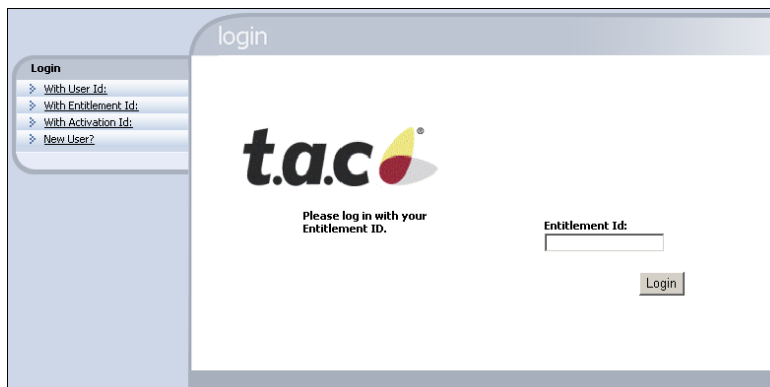 login
Login
With User Id:
With Entitlement Id:
With Activation Id:
New User?
t.a.c®
Please log in with your
Entitlement ID.
Entitlement Id:
Login